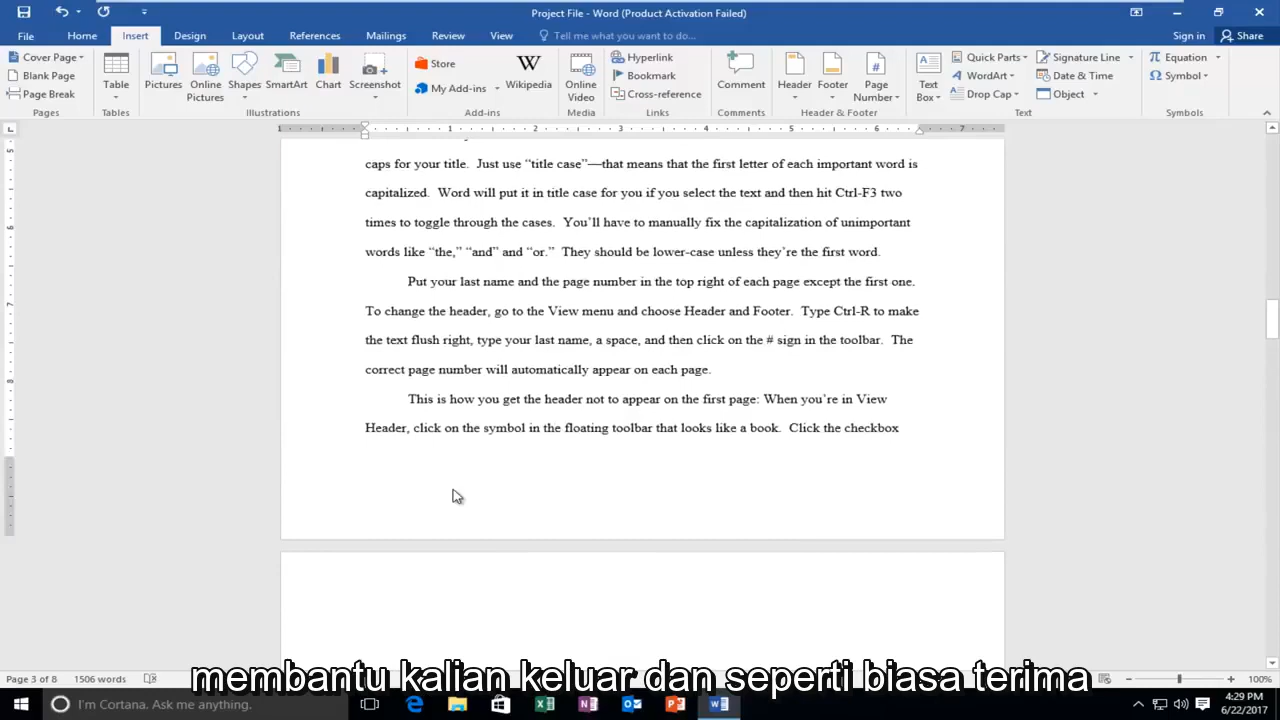 Project File - Word (Product Activation Failed)
File Home Insert Design Layout References Mailings Review View Tell me what you want to do... Sign in Share
Cover Page
Blank Page
Page Break
Pages
Table
Tables
Pictures
Online Pictures
Shapes
SmartArt
Chart
Screenshot
Store
My Add-ins
Wikipedia
Add-ins
Online Video
Media
Hyperlink
Bookmark
Cross-reference
Links
Comment
Comments
Header
Footer
Page Number
Header & Footer
Text Box
Quick Parts
WordArt
Drop Cap
Signature Line
Date & Time
Object
Text
Equation
Symbol
Symbols
1 1 2 3 4 5 6 7
5
6
7
8
caps for your title. Just use “title case”—that means that the first letter of each important word is
capitalized. Word will put it in title case for you if you select the text and then hit Ctrl-F3 two
times to toggle through the cases. You’ll have to manually fix the capitalization of unimportant
words like “the,” “and” and “or.” They should be lower-case unless they’re the first word.
Put your last name and the page number in the top right of each page except the first one.
To change the header, go to the View menu and choose Header and Footer. Type Ctrl-R to make
the text flush right, type your last name, a space, and then click on the # sign in the toolbar. The
correct page number will automatically appear on each page.
This is how you get the header not to appear on the first page: When you’re in View
Header, click on the symbol in the floating toolbar that looks like a book. Click the checkbox
membantu kalian keluar dan seperti biasa terima
Page 3 of 8 1506 words 100%
I'm Cortana. Ask me anything.
4:29 PM
6/22/2017